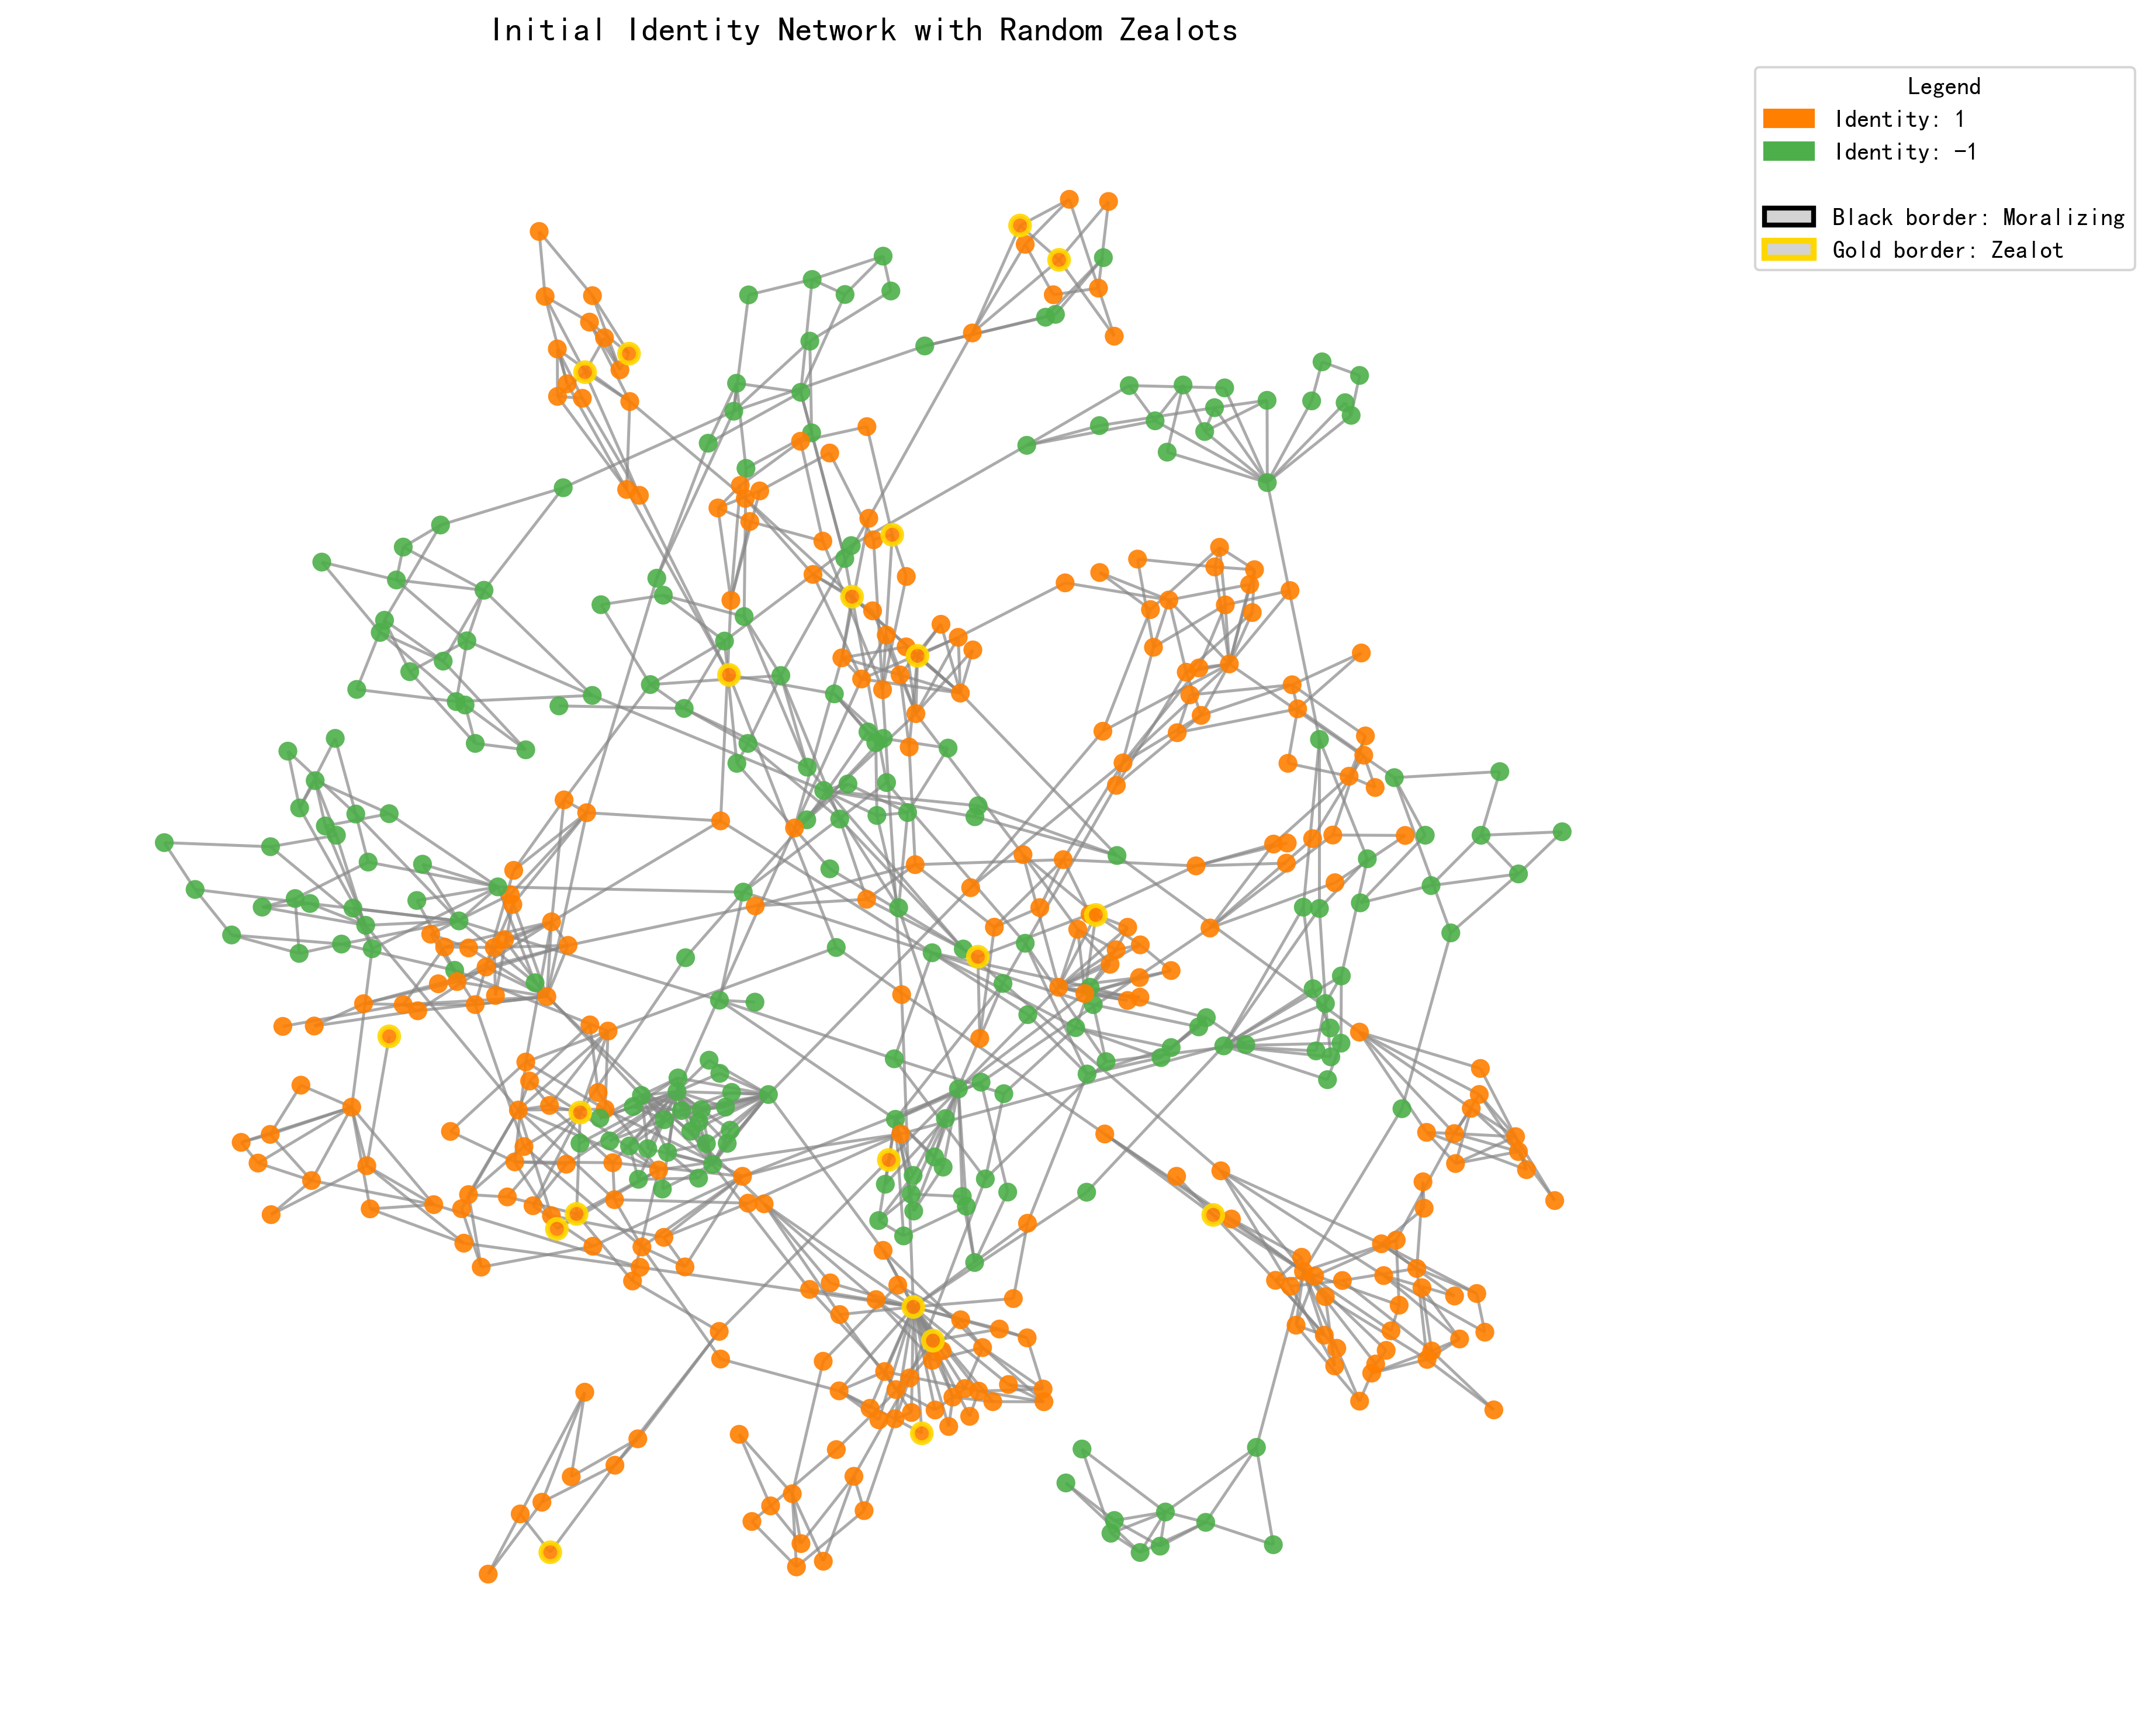 Initial Identity Network with Random Zealots
Legend
Identity: 1
Identity: -1
Black border: Moralizing
Gold border: Zealot